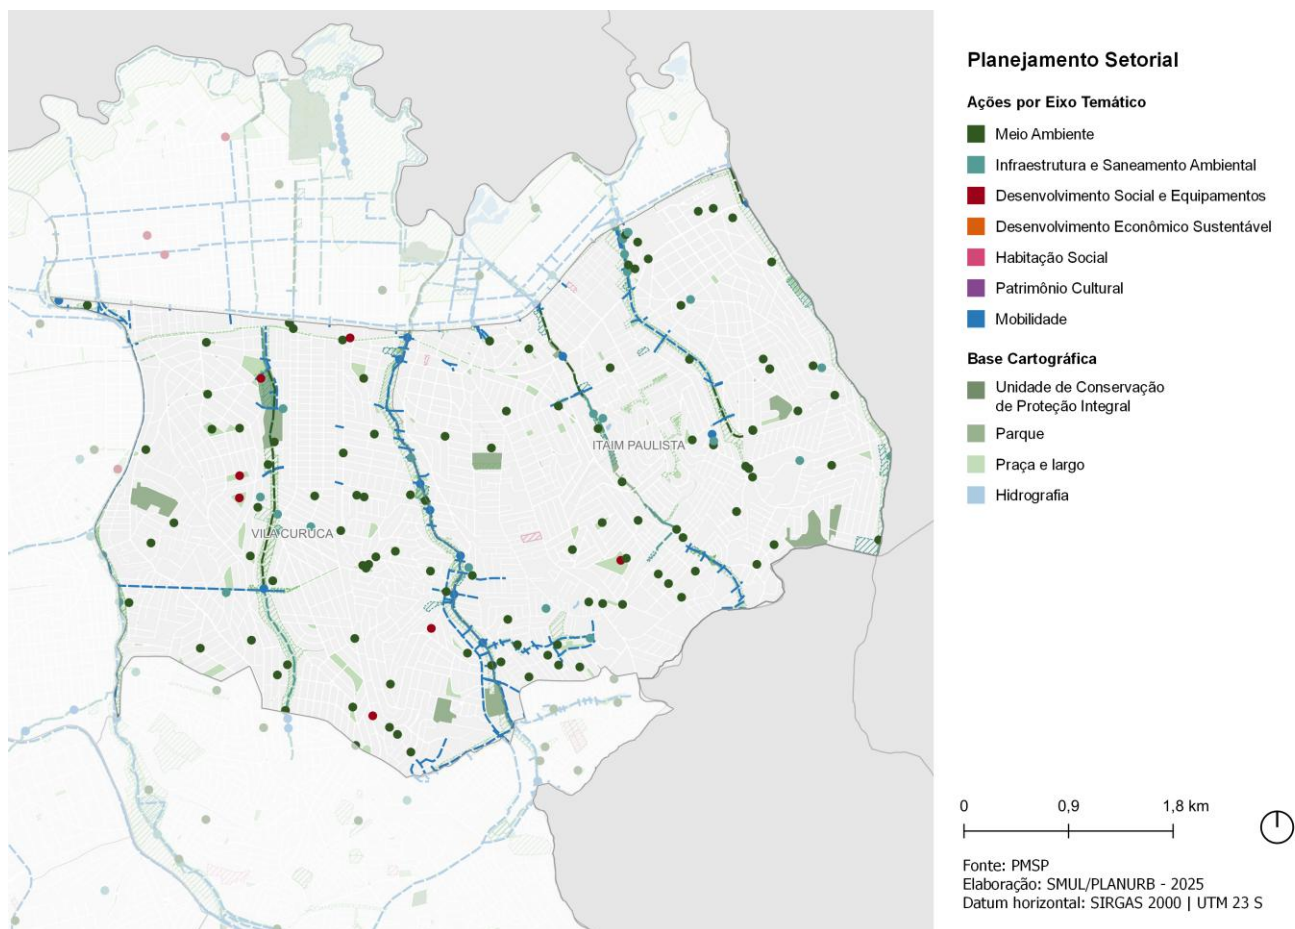 Planejamento Setorial
Ações por Eixo Temático
Meio Ambiente
Infraestrutura e Saneamento Ambiental
Desenvolvimento Social e Equipamentos
Desenvolvimento Econômico Sustentável
Habitação Social
Patrimônio Cultural
Mobilidade
Base Cartográfica
Unidade de Conservação
de Proteção Integral
Parque
Praça e largo
Hidrografia
ITAIM PAULISTA
VILA CURUÇA
0 0,9 1,8 km
Fonte: PMSP
Elaboração: SMUL/PLANURB - 2025
Datum horizontal: SIRGAS 2000 | UTM 23 S